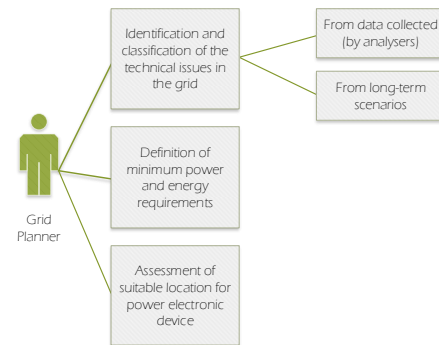 Identification and
classification of the
technical issues in
the grid
From data collected
(by analysers)
From long-term
scenarios
Definition of
minimum power
and energy
requirements
Grid
Planner
Assessment of
suitable location for
power electronic
device